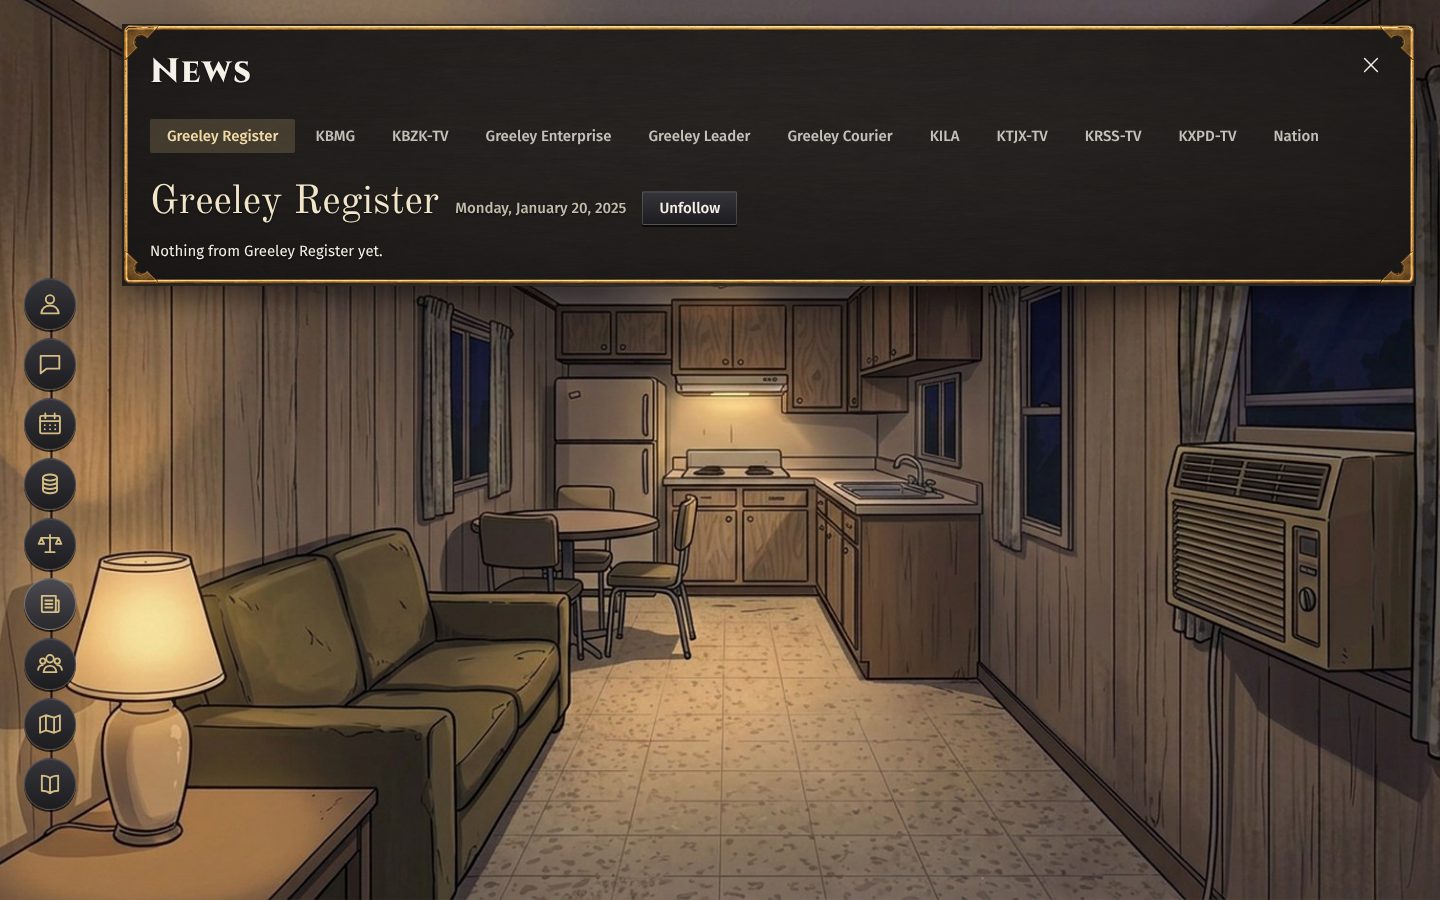 News
Greeley Register KBMG KBZK-TV Greeley Enterprise Greeley Leader Greeley Courier KILA KTJX-TV KRSS-TV KXPD-TV Nation
Greeley Register Monday, January 20, 2025 Unfollow
Nothing from Greeley Register yet.